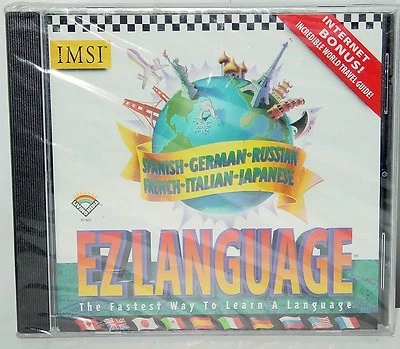 IMSI
INTERNET
BONUS!
INCREDIBLE WORLD TRAVEL GUIDE!
SPANISH • GERMAN • RUSSIAN
FRENCH • ITALIAN • JAPANESE
EZ LANGUAGE
The Fastest Way To Learn A Language